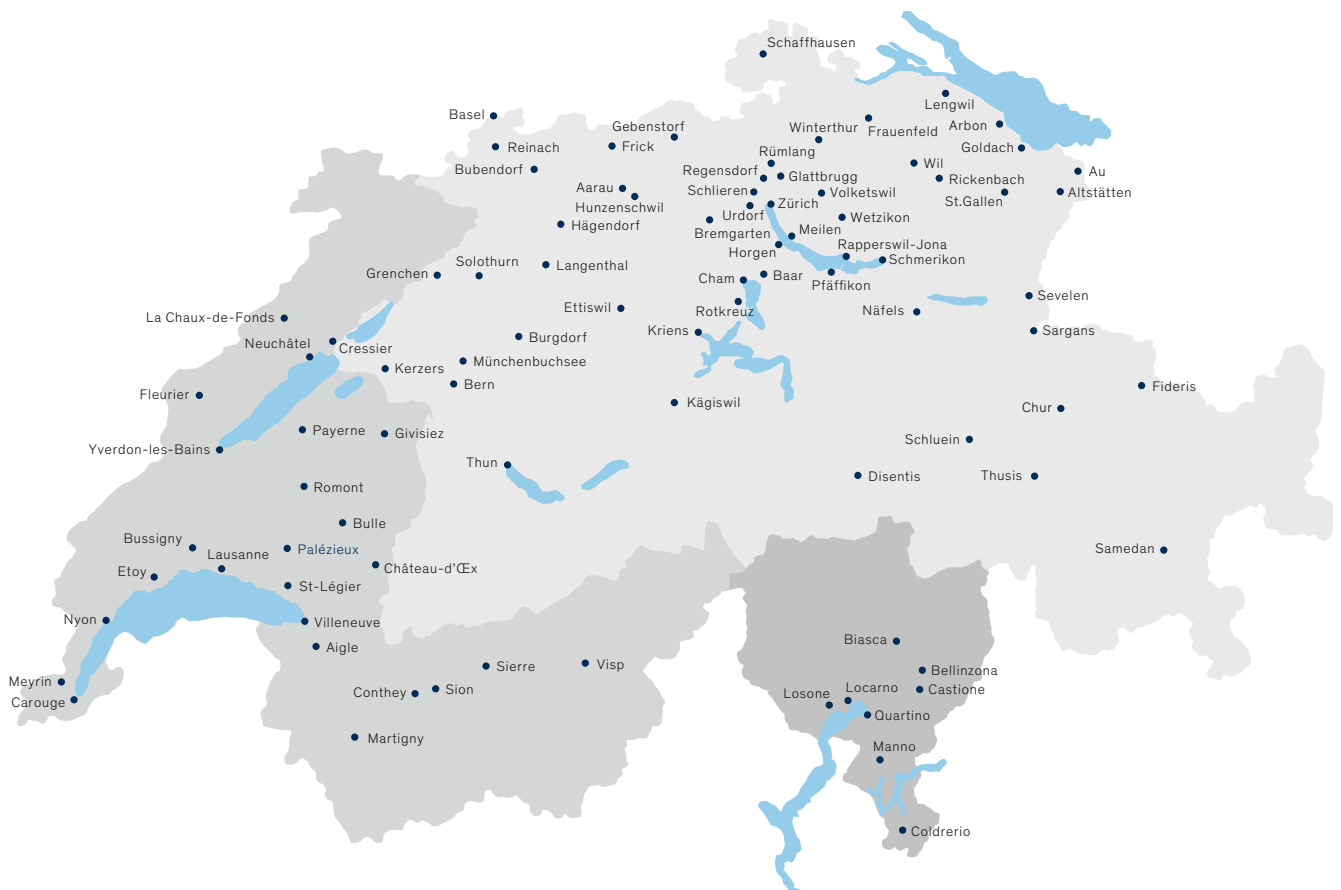 Schaffhausen
Lengwil
Basel
Gebenstorf
Winterthur
Frauenfeld
Arbon
Reinach
Frick
Goldach
Rümlang
Bubendorf
Regensdorf
Glattbrugg
Wil
Au
Rickenbach
Aarau
Schlieren
Volketswil
St.Gallen
Altstätten
Hunzenschwil
Urdorf
Zürich
Hägendorf
Bremgarten
Meilen
Wetzikon
Horgen
Rapperswil-Jona
Schmerikon
Grenchen
Solothurn
Langenthal
Cham
Baar
Pfäffikon
Sevelen
Ettiswil
Rotkreuz
Näfels
La Chaux-de-Fonds
Kriens
Sargans
Neuchâtel
Cressier
Burgdorf
Münchenbuchsee
Kerzers
Bern
Fideris
Fleurier
Kägiswil
Chur
Payerne
Givisiez
Schluein
Yverdon-les-Bains
Thun
Disentis
Thusis
Romont
Bulle
Bussigny
Lausanne
Palézieux
Samedan
Etoy
Château-d'Œx
St-Légier
Nyon
Villeneuve
Aigle
Biasca
Sierre
Visp
Bellinzona
Meyrin
Conthey
Sion
Losone
Locarno
Castione
Carouge
Quartino
Martigny
Manno
Coldrerio